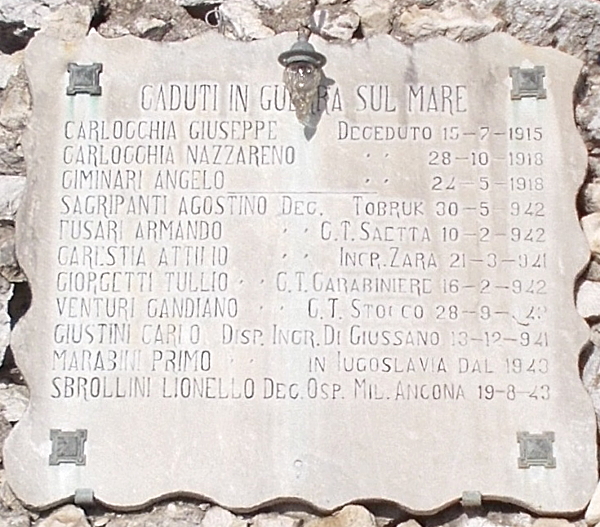 CADUTI IN GUERRA SUL MARE
CARLOCCHIA GIUSEPPE DECEDUTO 15-7-1915
CARLOCCHIA NAZZARENO " 28-10-1918
CIMINARI ANGELO " 24-5-1918
SAGRIPANTI AGOSTINO DEC. TOBRUK 30-5-942
FUSARI ARMANDO " C.T. SAETTA 10-2-942
CARESTIA ATTILIO " INCR. ZARA 21-3-941
GIORGETTI TULLIO " C.T. CARABINIERE 16-2-942
VENTURI GANDIANO " C.T. STOCCO 28-9-
GIUSTINI CARLO DISP. INCR. DI GIUSSANO 13-12-941
MARABINI PRIMO " IN IUGOSLAVIA DAL 1943
SBROLLINI LIONELLO DEC. OSP. MIL. ANCONA 19-8-43